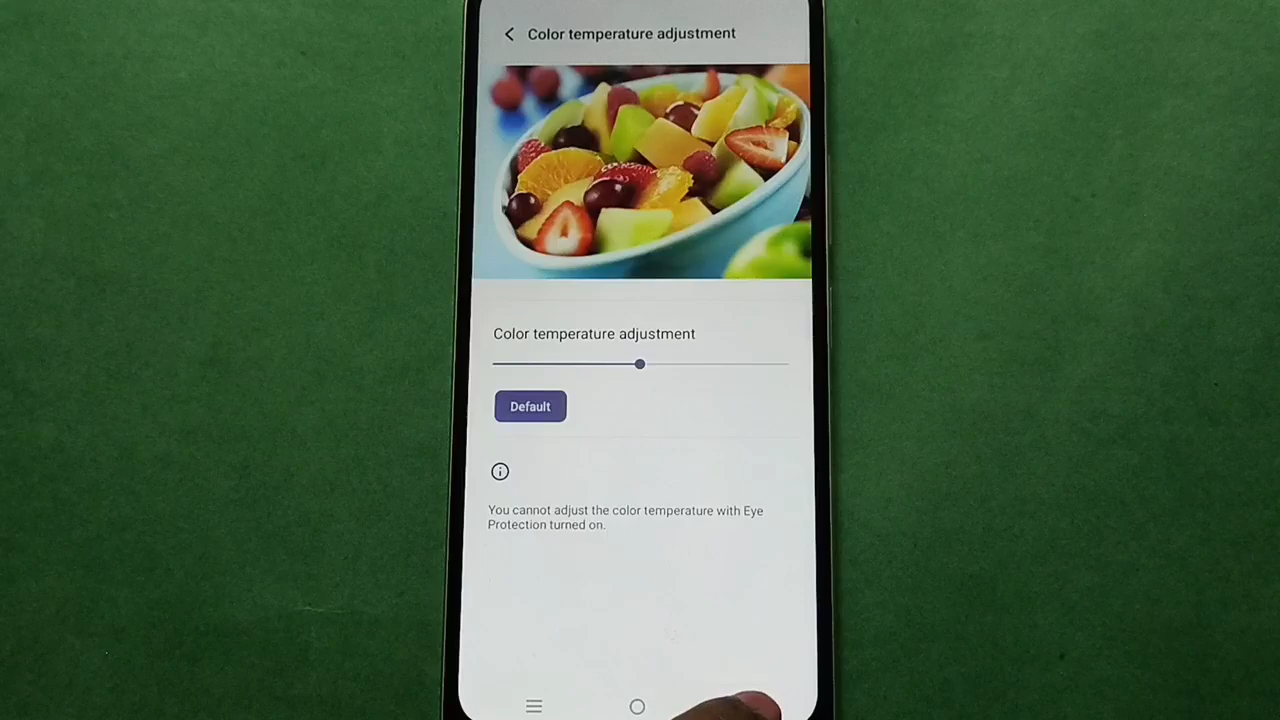 Color temperature adjustment
Color temperature adjustment
Default
You cannot adjust the color temperature with Eye
Protection turned on.